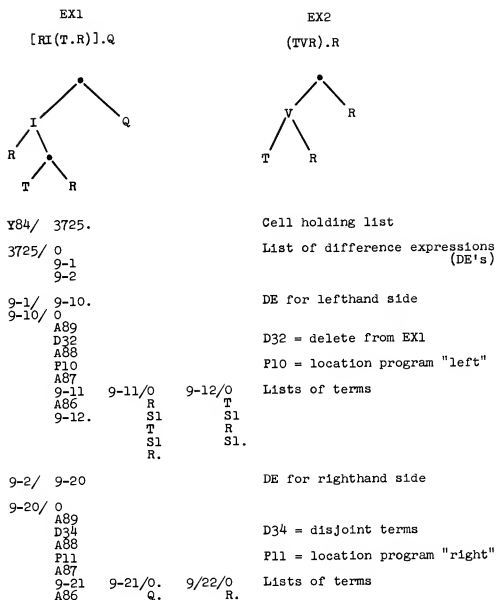 EX1 EX2
[RI(T.R)].Q (TVR).R
I Q V R
R
T R
T R
Y84/ 3725. Cell holding list
3725/ 0 List of difference expressions
9-1 (DE's)
9-2
9-1/ 9-10. DE for lefthand side
9-10/ 0
A89
D32 D32 = delete from EX1
A88
P10 P10 = location program "left"
A87
9-11 9-11/0 9-12/0 Lists of terms
A86 R T
9-12. S1 S1
T R
S1 S1.
R.
9-2/ 9-20 DE for righthand side
9-20/ 0
A89
D34 D34 = disjoint terms
A88
P11 P11 = location program "right"
A87
9-21 9-21/0. 9/22/0 Lists of terms
A86 Q. R.